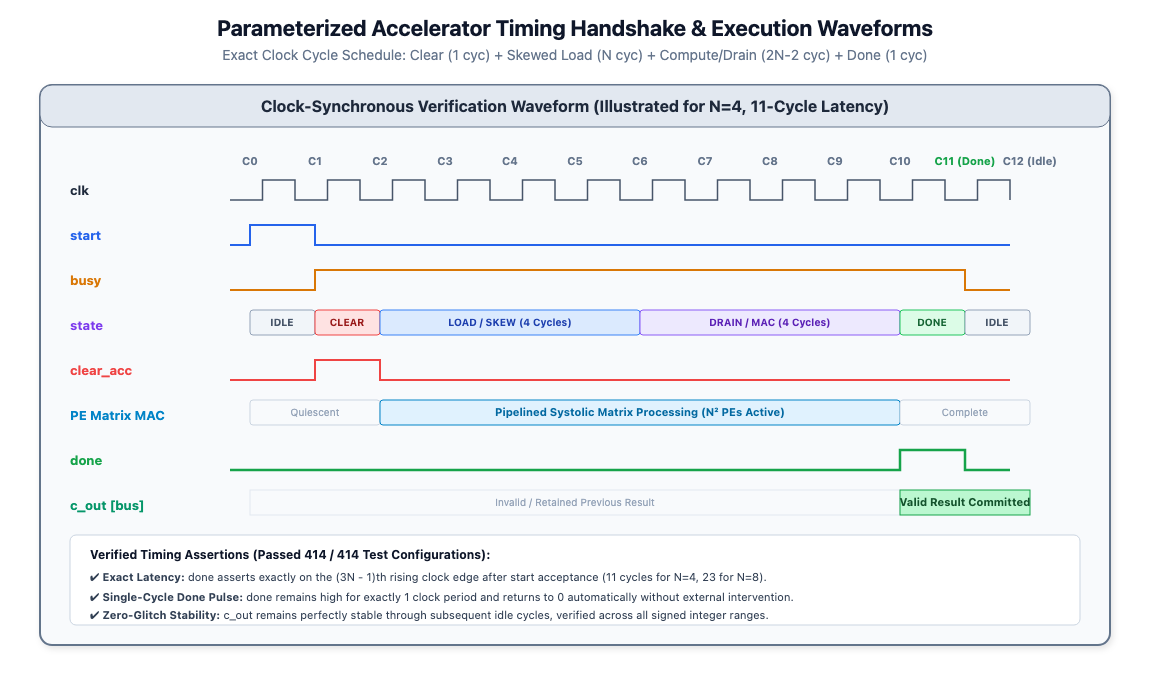 Parameterized Accelerator Timing Handshake & Execution Waveforms
Exact Clock Cycle Schedule: Clear (1 cyc) + Skewed Load (N cyc) + Compute/Drain (2N-2 cyc) + Done (1 cyc)
Clock-Synchronous Verification Waveform (Illustrated for N=4, 11-Cycle Latency)
C0 C1 C2 C3 C4 C5 C6 C7 C8 C9 C10 C11 (Done) C12 (Idle)
clk
start
busy
state IDLE CLEAR LOAD / SKEW (4 Cycles) DRAIN / MAC (4 Cycles) DONE IDLE
clear_acc
PE Matrix MAC Quiescent Pipelined Systolic Matrix Processing (N² PEs Active) Complete
done
c_out [bus] Invalid / Retained Previous Result Valid Result Committed
Verified Timing Assertions (Passed 414 / 414 Test Configurations):
✔ Exact Latency: done asserts exactly on the (3N - 1)th rising clock edge after start acceptance (11 cycles for N=4, 23 for N=8).
✔ Single-Cycle Done Pulse: done remains high for exactly 1 clock period and returns to 0 automatically without external intervention.
✔ Zero-Glitch Stability: c_out remains perfectly stable through subsequent idle cycles, verified across all signed integer ranges.